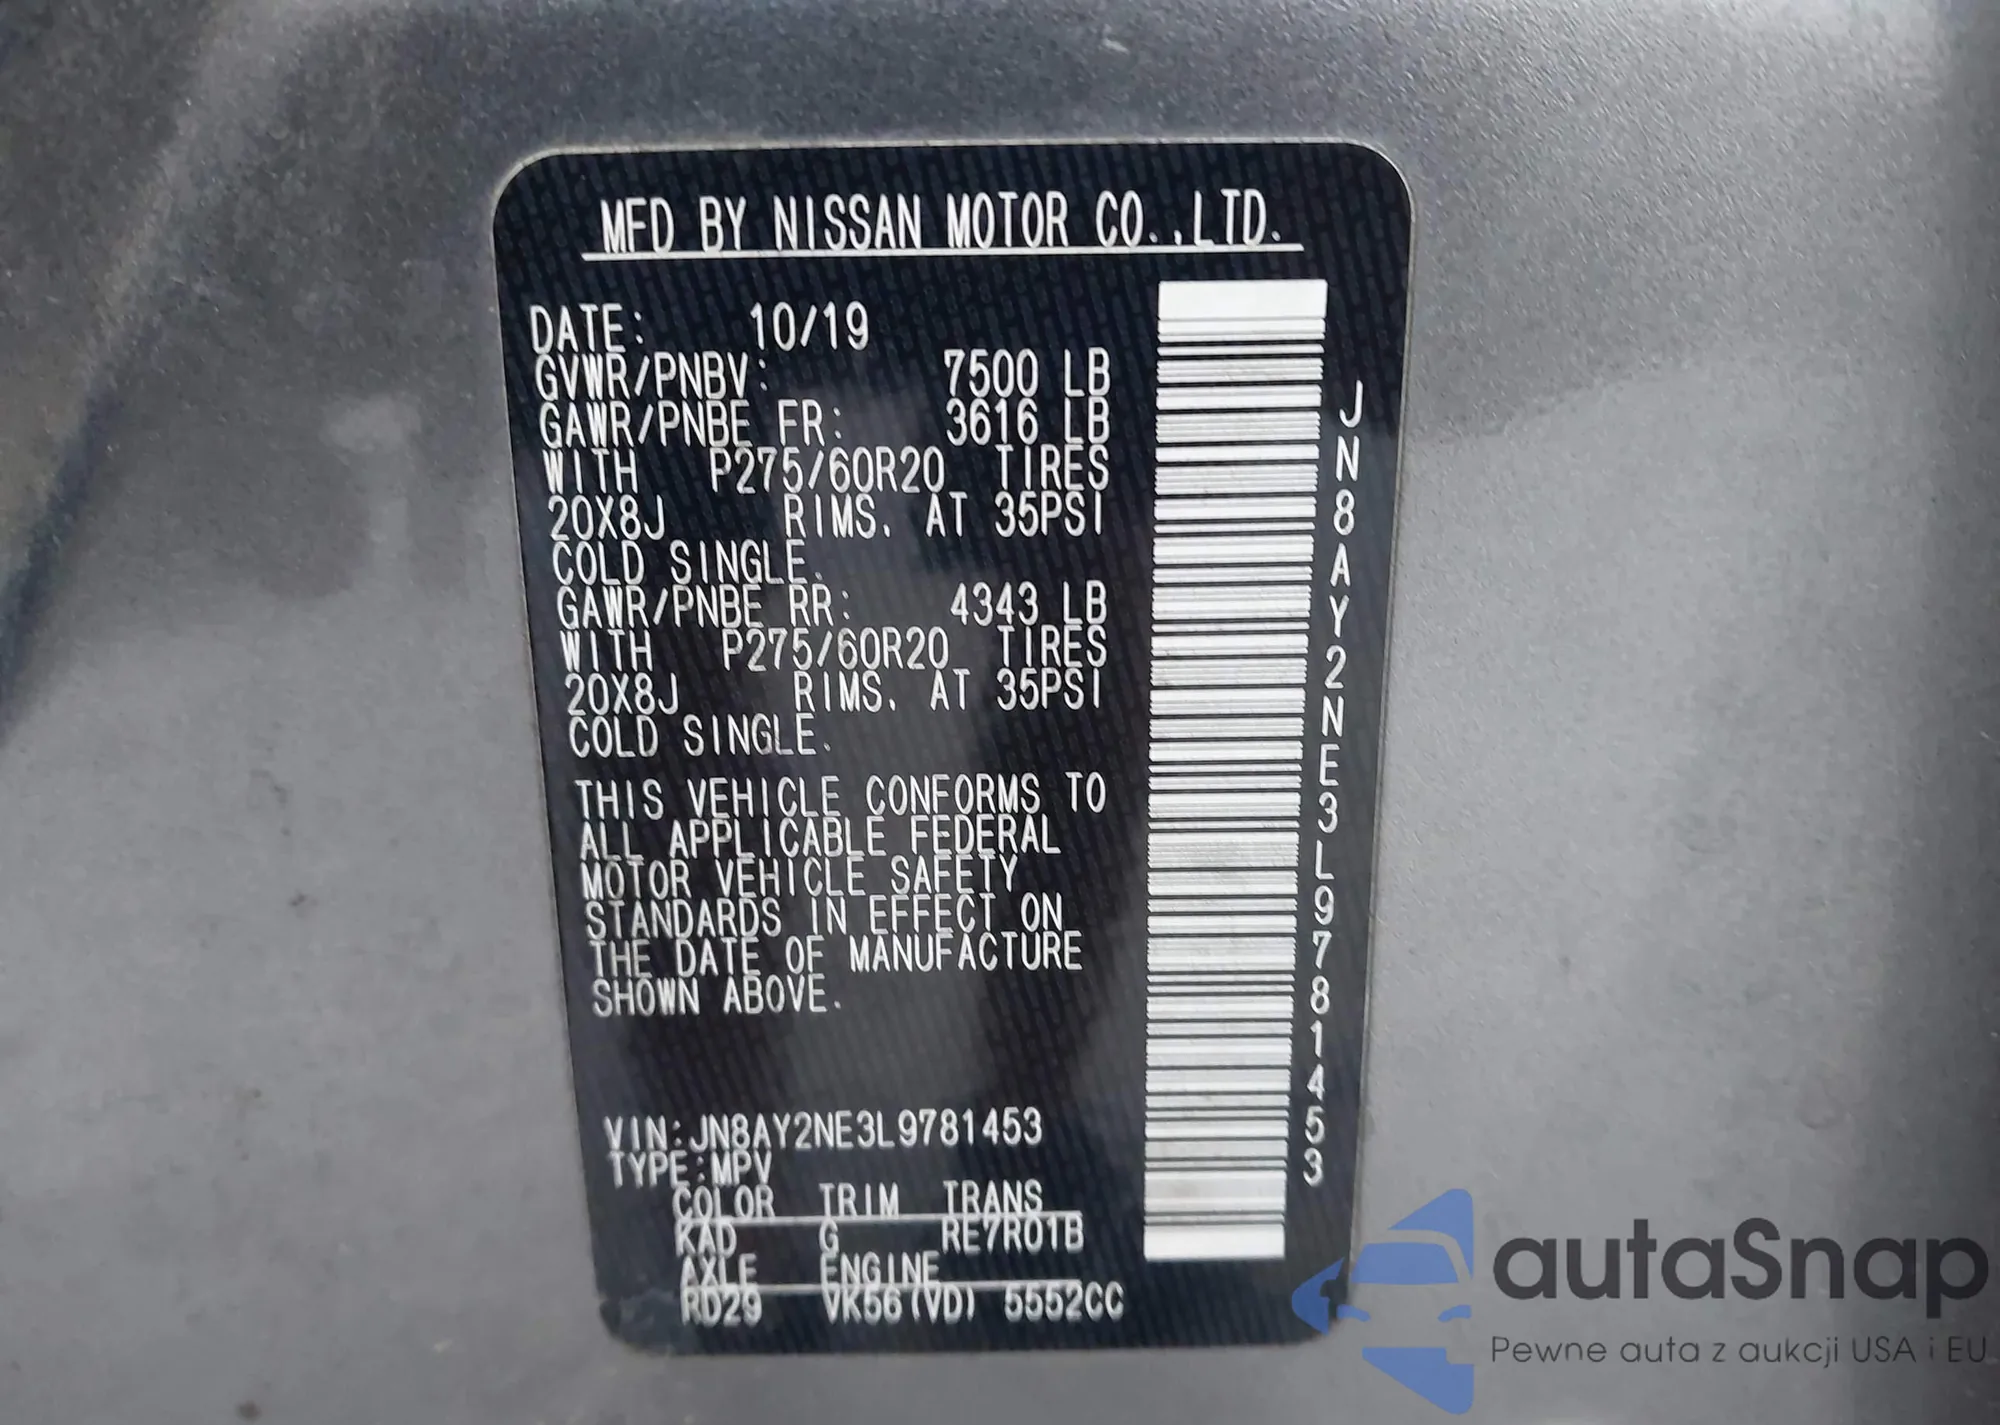 MFD BY NISSAN MOTOR CO.,LTD.
DATE: 10/19
GVWR/PNBV: 7500 LB
GAWR/PNBE FR: 3616 LB
WITH P275/60R20 TIRES
20X8J RIMS. AT 35PSI
COLD SINGLE.
GAWR/PNBE RR: 4343 LB
WITH P275/60R20 TIRES
20X8J RIMS. AT 35PSI
COLD SINGLE.
THIS VEHICLE CONFORMS TO
ALL APPLICABLE FEDERAL
MOTOR VEHICLE SAFETY
STANDARDS IN EFFECT ON
THE DATE OF MANUFACTURE
SHOWN ABOVE.
VIN:JN8AY2NE3L9781453
TYPE:MPV
COLOR TRIM TRANS
KAD G RE7R01B
AXLE ENGINE
RD29 VK56(VD) 5552CC
JN8AY2NE3L9781453
autaSnap
Pewne auta z aukcji USA i EU